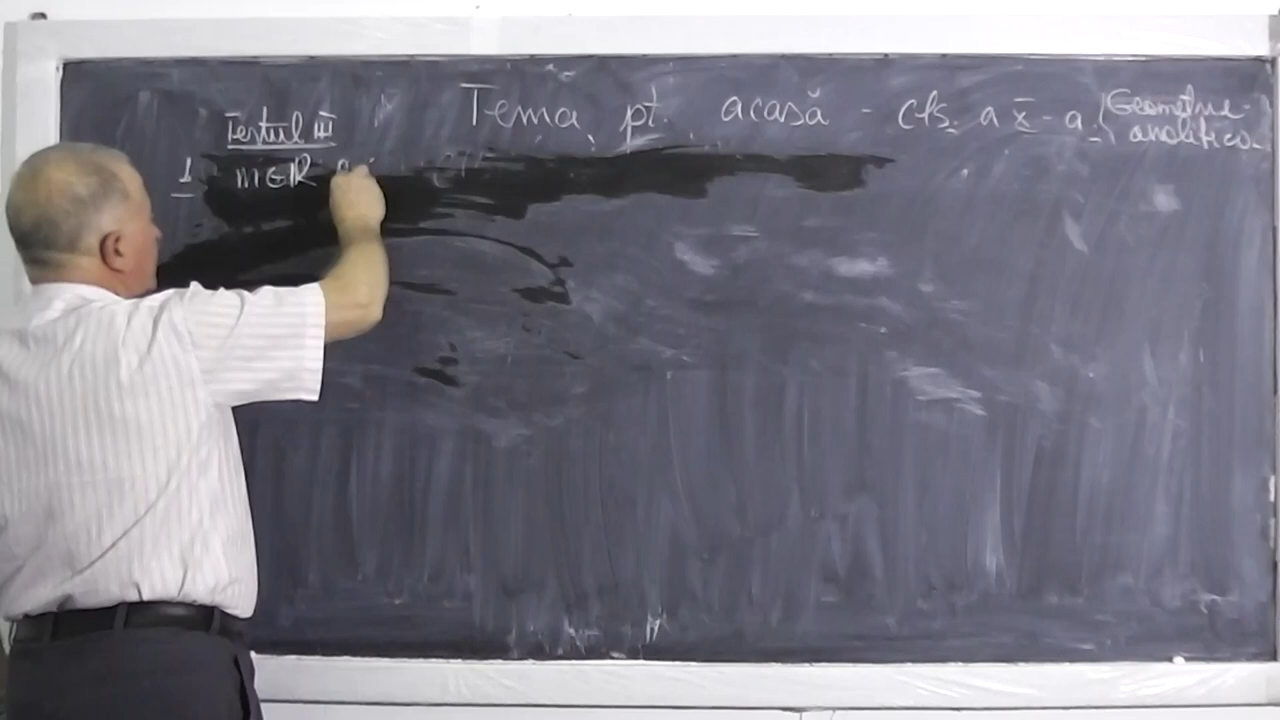 Tema pt. acasă - cls. a X-a (Geometrie analitică
Testul III
1 m∈R